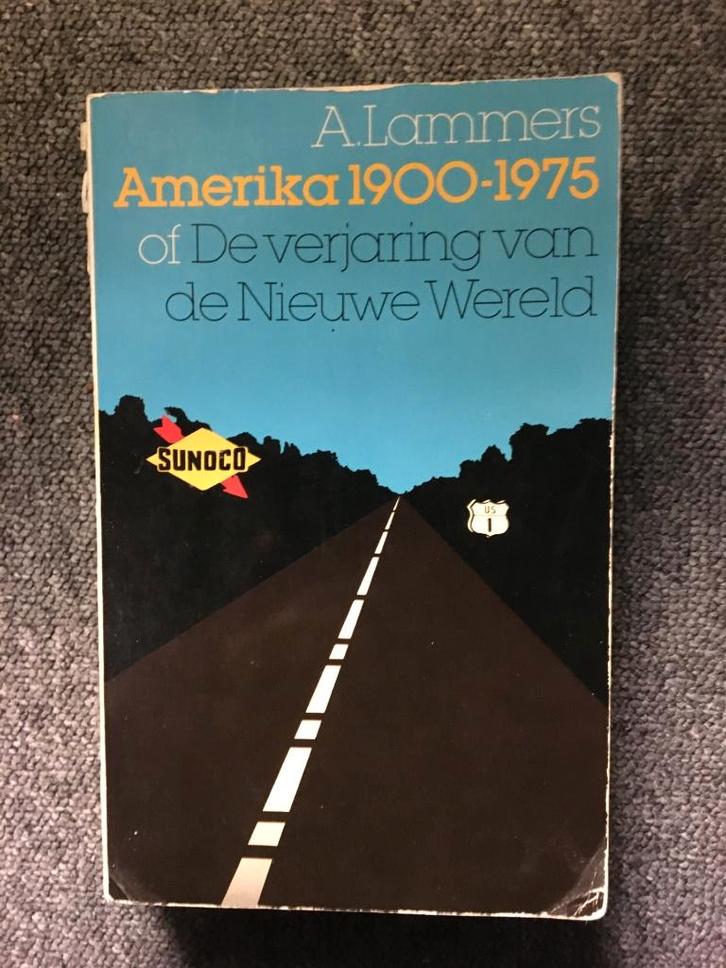 A.Lammers
Amerika 1900-1975
of De verjaring van
de Nieuwe Wereld
SUNOCO
US
1